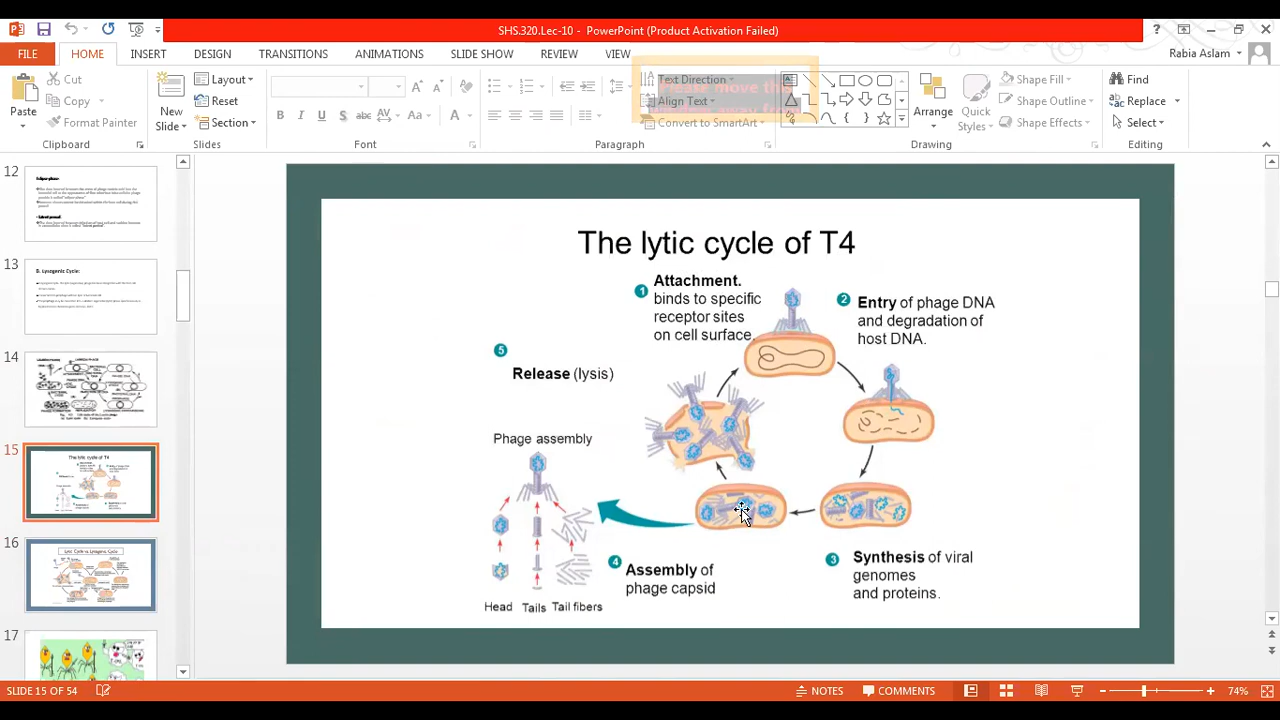 SHS.320.Lec-10 - PowerPoint (Product Activation Failed)
FILE HOME INSERT DESIGN TRANSITIONS ANIMATIONS SLIDE SHOW REVIEW VIEW
Rabia Aslam
Paste
Cut
Copy
Format Painter
Clipboard
New Slide
Layout
Reset
Section
Slides
Font
Text Direction
Align Text
Convert to SmartArt
Paragraph
Please move the
away
Arrange
Quick Styles
Shape Fill
Shape Outline
Shape Effects
Drawing
Find
Replace
Select
Editing
12
13
B. Lysogenic Cycle:
14
15
The lytic cycle of T4
16
Lytic Cycle vs Lysogenic Cycle
17
The lytic cycle of T4
1 Attachment.
binds to specific
receptor sites
on cell surface.
2 Entry of phage DNA
and degradation of
host DNA.
5
Release (lysis)
Phage assembly
3 Synthesis of viral
genomes
and proteins.
4 Assembly of
phage capsid
Head Tails Tail fibers
SLIDE 15 OF 54
NOTES
COMMENTS
74%